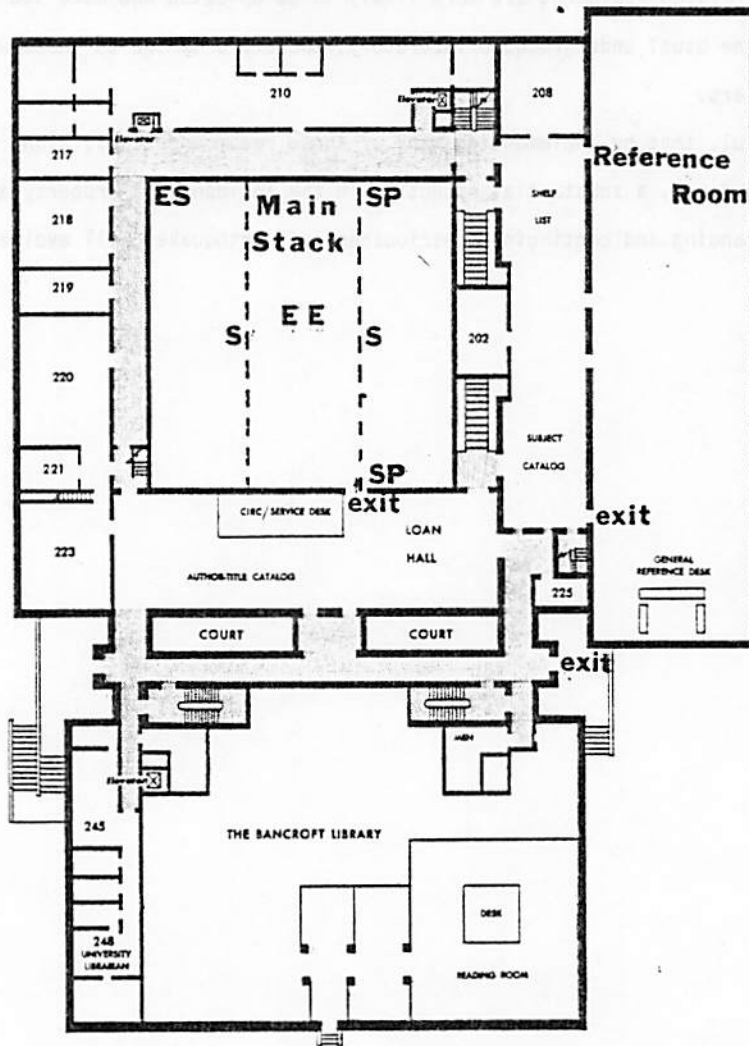 210
208
Elevator
Elevator
217
Reference
Room
ES
Main
SP
SHELF
LIST
218
Stack
219
EE
S
S
202
220
SUBJECT
CATALOG
221
SP
exit
exit
CIRC/SERVICE DESK
LOAN
HALL
223
AUTHOR-TITLE CATALOG
GENERAL
REFERENCE DESK
225
COURT
COURT
exit
MEN
Elevator
245
THE BANCROFT LIBRARY
DESK
248
UNIVERSITY
LIBRARIAN
READING ROOM